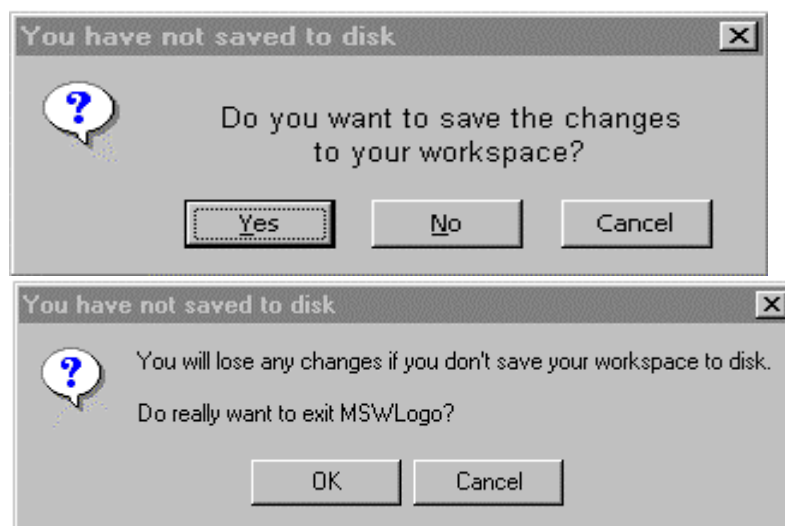 You have not saved to disk
Do you want to save the changes
to your workspace?
Yes No Cancel
You have not saved to disk
You will lose any changes if you don't save your workspace to disk.
Do really want to exit MSWLogo?
OK Cancel